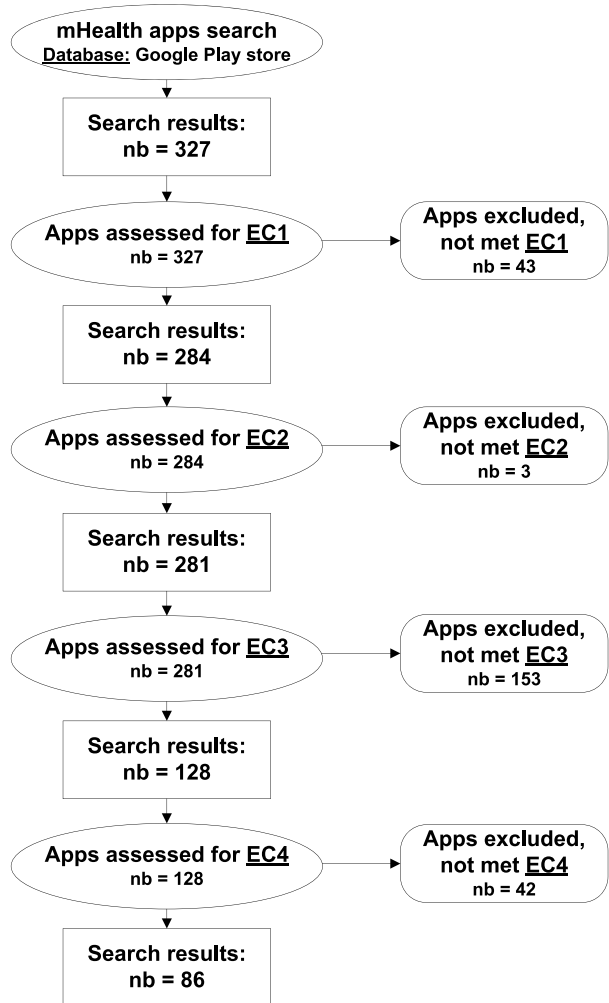 mHealth apps search
Database: Google Play store
Search results:
nb = 327
Apps assessed for EC1
nb = 327
Apps excluded,
not met EC1
nb = 43
Search results:
nb = 284
Apps assessed for EC2
nb = 284
Apps excluded,
not met EC2
nb = 3
Search results:
nb = 281
Apps assessed for EC3
nb = 281
Apps excluded,
not met EC3
nb = 153
Search results:
nb = 128
Apps assessed for EC4
nb = 128
Apps excluded,
not met EC4
nb = 42
Search results:
nb = 86